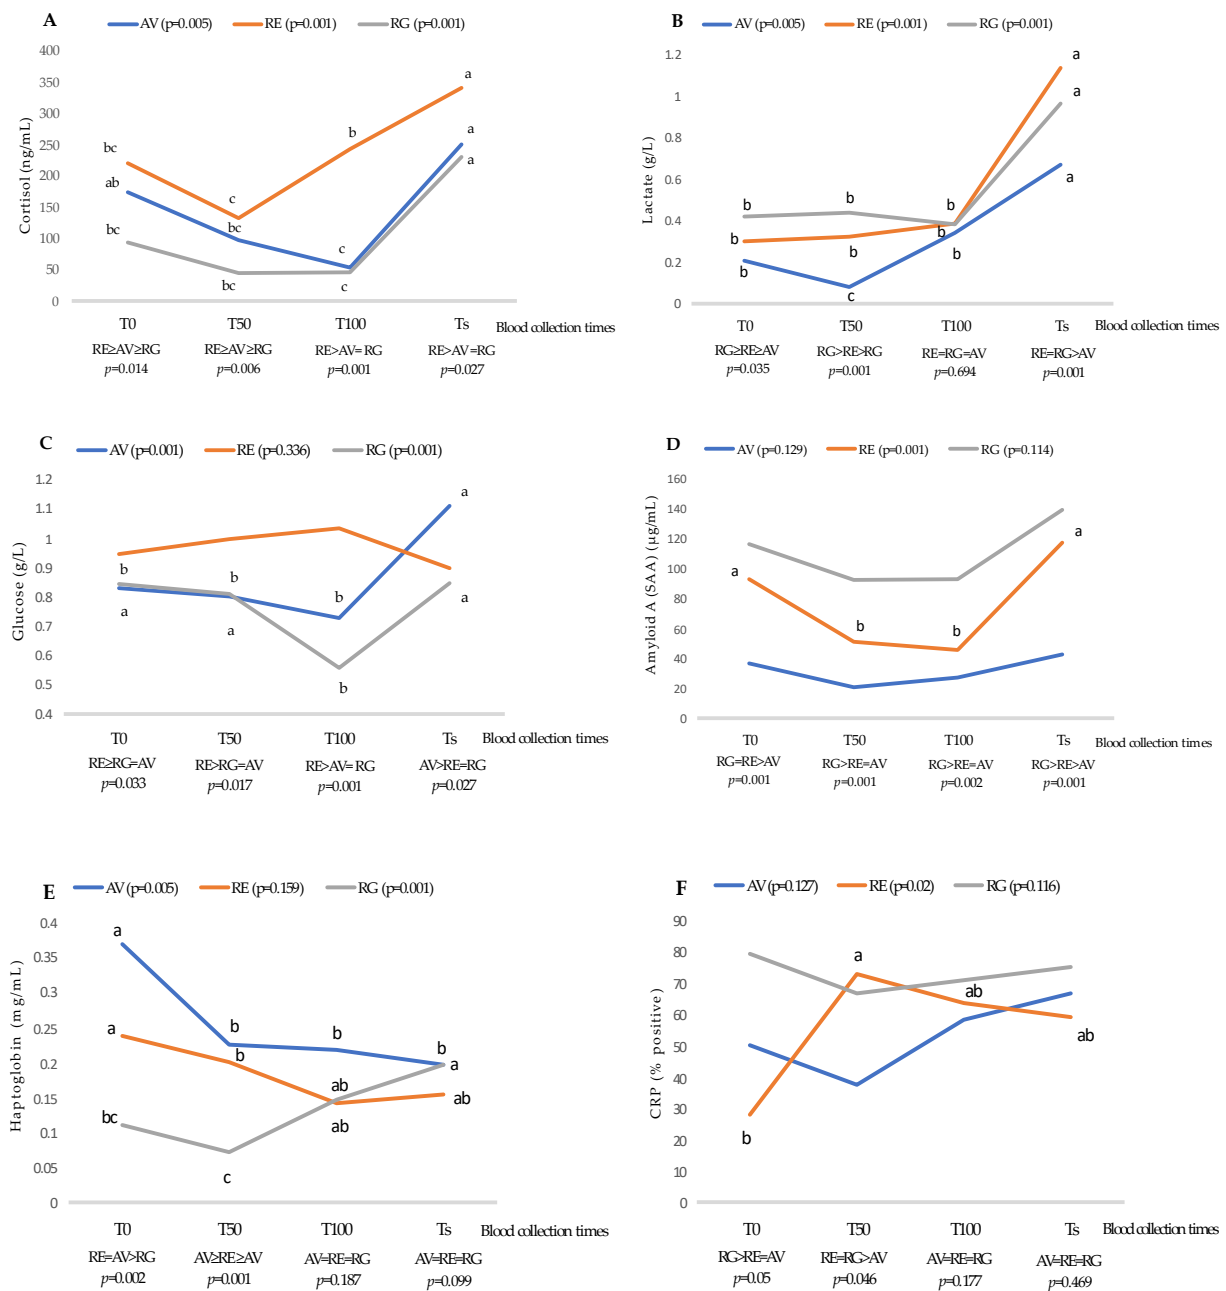 A
AV (p=0.005) RE (p=0.001) RG (p=0.001)
400
350
300
250
200
150
100
50
0
Cortisol (ng/mL)
bc
ab
bc
c
bc
bc
b
c
c
a
a
a
T0 T50 T100 Ts Blood collection times
RE≥AV≥RG RE≥AV≥RG RE>AV=RG RE>AV=RG
p=0.014 p=0.006 p=0.001 p=0.027
B
AV (p=0.005) RE (p=0.001) RG (p=0.001)
1.2
1
0.8
0.6
0.4
0.2
0
Lactate (g/L)
b
b
b
b
b
c
b
b
b
a
a
a
T0 T50 T100 Ts Blood collection times
RG≥RE≥AV RG>RE>RG RE=RG=AV RE=RG>AV
p=0.035 p=0.001 p=0.694 p=0.001
C
AV (p=0.001) RE (p=0.336) RG (p=0.001)
1.2
1.1
1
0.9
0.8
0.7
0.6
0.5
0.4
Glucose (g/L)
b
a
b
a
b
b
a
a
T0 T50 T100 Ts Blood collection times
RE≥RG=AV RE>RG=AV RE>AV=RG AV>RE=RG
p=0.033 p=0.017 p=0.001 p=0.027
D
AV (p=0.129) RE (p=0.001) RG (p=0.114)
160
140
120
100
80
60
40
20
0
Amyloid A (SAA) (µg/mL)
a
b
b
a
T0 T50 T100 Ts Blood collection times
RG=RE>AV RG>RE=AV RG>RE=AV RG>RE>AV
p=0.001 p=0.001 p=0.002 p=0.001
E
AV (p=0.005) RE (p=0.159) RG (p=0.001)
0.4
0.35
0.3
0.25
0.2
0.15
0.1
0.05
0
Haptoglobin (mg/mL)
a
a
bc
b
b
c
b
ab
ab
b
a
ab
T0 T50 T100 Ts Blood collection times
RE=AV>RG AV≥RE≥AV AV=RE=RG AV=RE=RG
p=0.002 p=0.001 p=0.187 p=0.099
F
AV (p=0.127) RE (p=0.02) RG (p=0.116)
90
80
70
60
50
40
30
20
10
0
CRP (% positive)
b
a
ab
ab
T0 T50 T100 Ts Blood collection times
RG>RE=AV RE=RG>AV AV=RE=RG AV=RE=RG
p=0.05 p=0.046 p=0.177 p=0.469